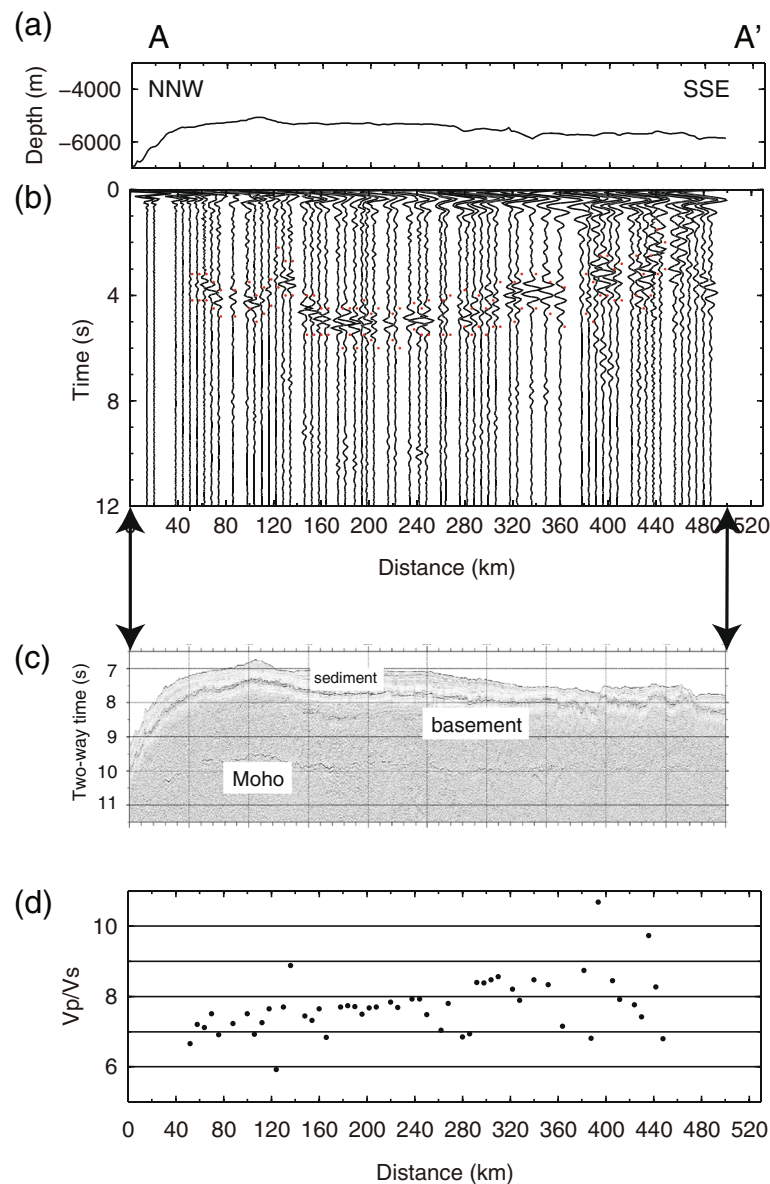 (a)
A A'
Depth (m)
−4000
−6000
NNW SSE
(b)
Time (s)
0
4
8
12
40 80 120 160 200 240 280 320 360 400 440 480 520
Distance (km)
(c)
Two-way time (s)
7
8
9
10
11
sediment
basement
Moho
(d)
Vp/Vs
10
8
6
0 40 80 120 160 200 240 280 320 360 400 440 480 520
Distance (km)